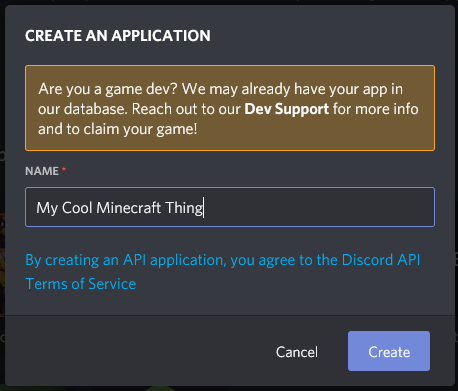 CREATE AN APPLICATION
Are you a game dev? We may already have your app in
our database. Reach out to our Dev Support for more info
and to claim your game!
NAME *
My Cool Minecraft Thing
By creating an API application, you agree to the Discord API
Terms of Service
Cancel
Create